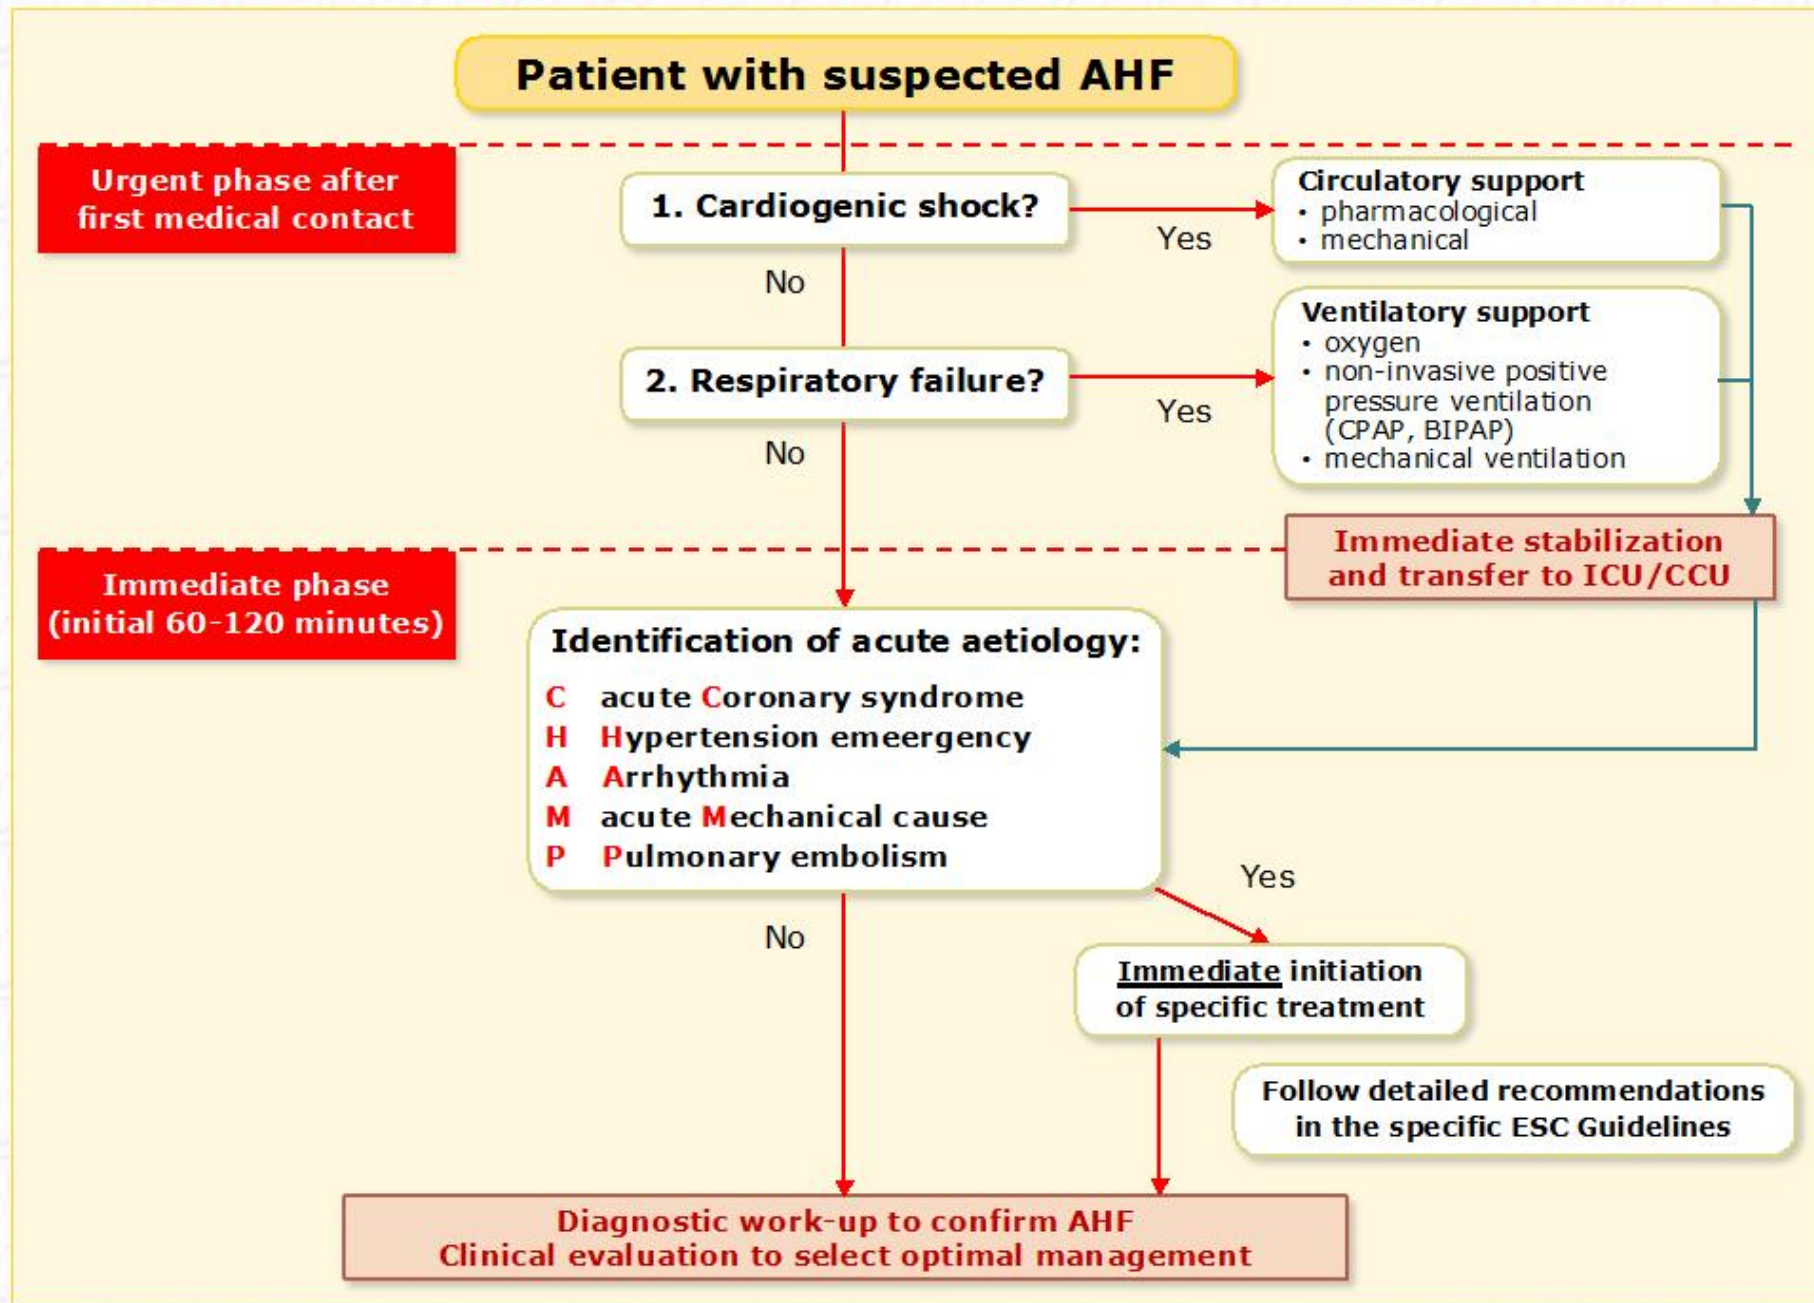 Patient with suspected AHF
Urgent phase after
first medical contact
1. Cardiogenic shock?
Yes
Circulatory support
• pharmacological
• mechanical
No
2. Respiratory failure?
Yes
Ventilatory support
• oxygen
• non-invasive positive
pressure ventilation
(CPAP, BIPAP)
• mechanical ventilation
No
Immediate stabilization
and transfer to ICU/CCU
Immediate phase
(initial 60-120 minutes)
Identification of acute aetiology:
C acute Coronary syndrome
H Hypertension emeergency
A Arrhythmia
M acute Mechanical cause
P Pulmonary embolism
Yes
No
Immediate initiation
of specific treatment
Follow detailed recommendations
in the specific ESC Guidelines
Diagnostic work-up to confirm AHF
Clinical evaluation to select optimal management